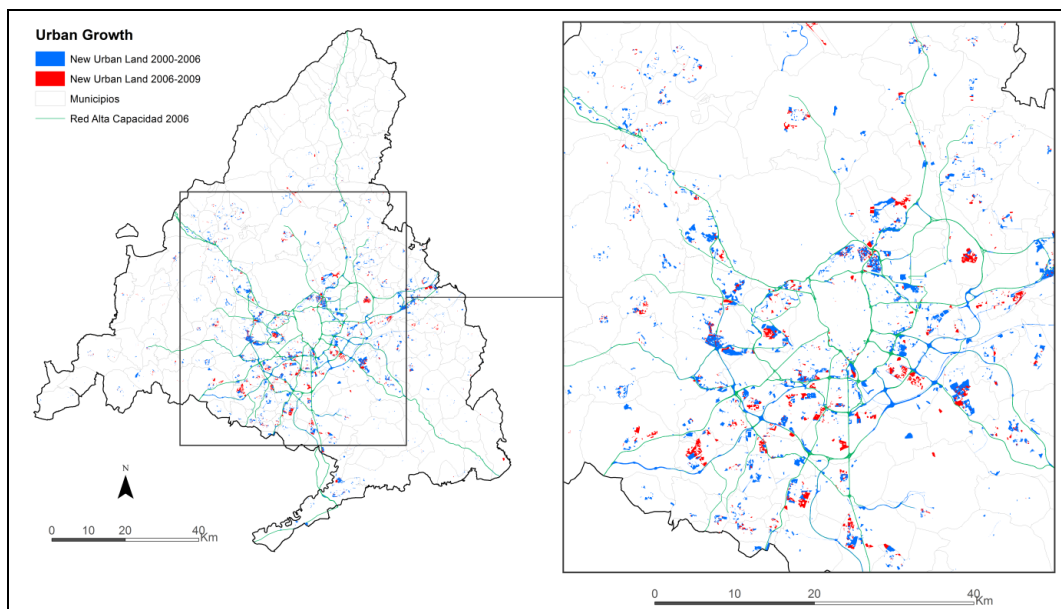 Urban Growth
New Urban Land 2000-2006
New Urban Land 2006-2009
Municipios
Red Alta Capacidad 2006
N
0 10 20 40
Km
0 10 20 40
Km